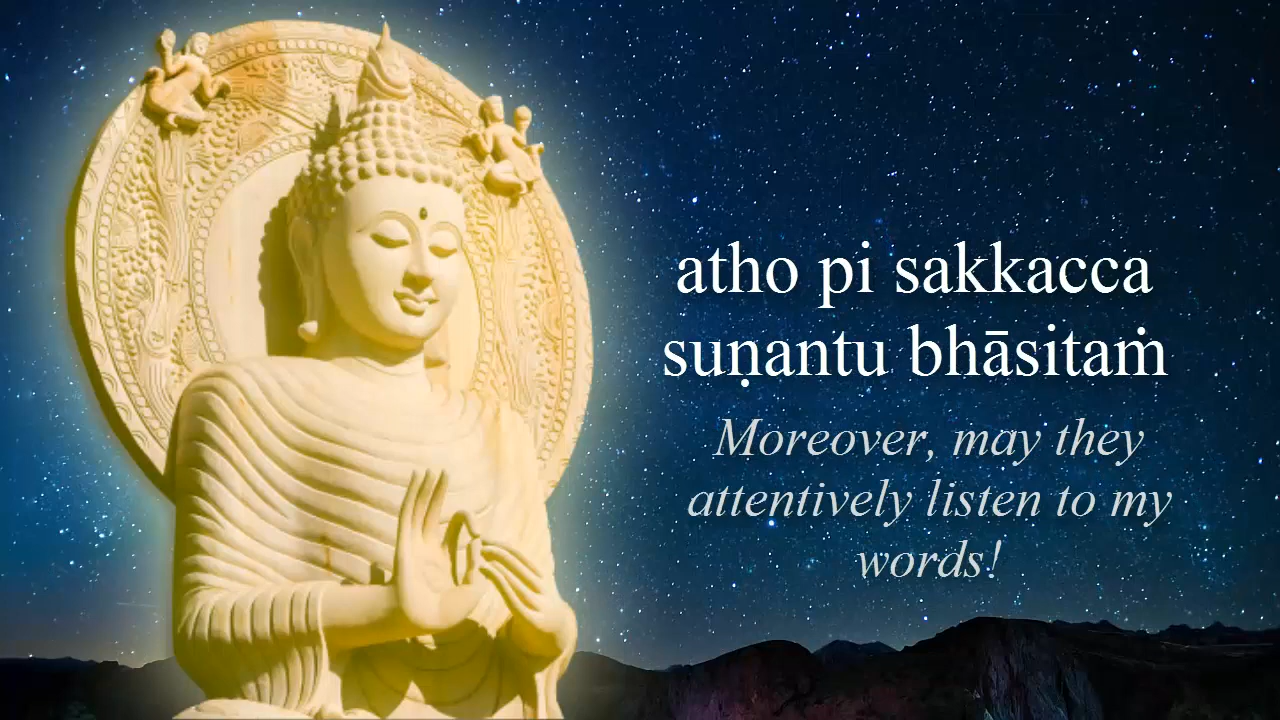 atho pi sakkacca
suṇantu bhāsitaṁ
Moreover, may they
attentively listen to my
words!